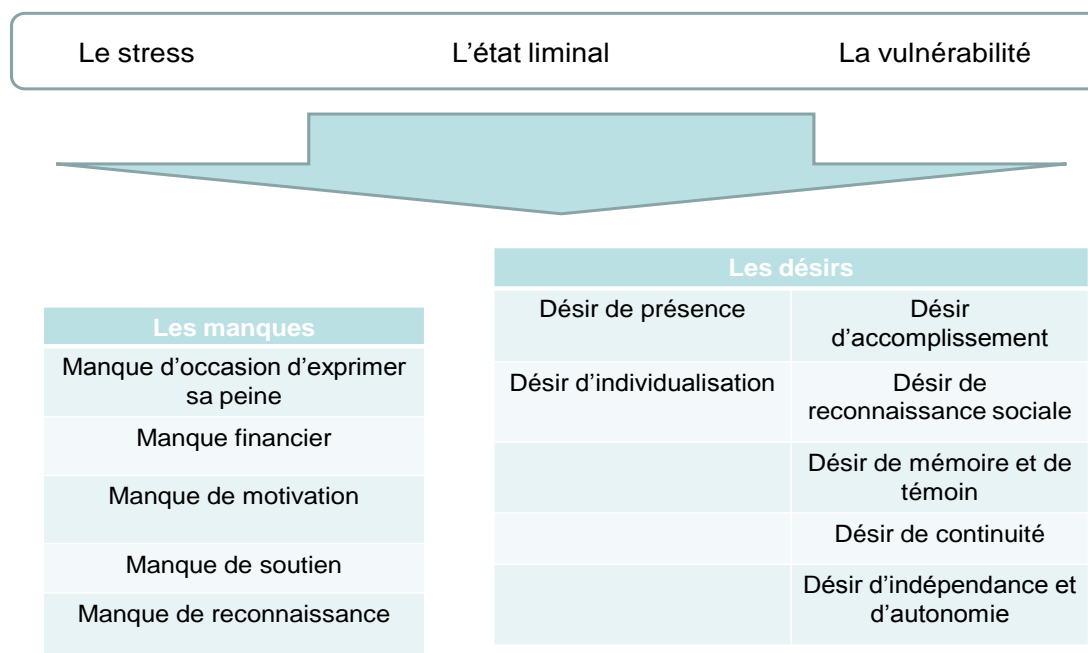 Le stress
L'état liminal
La vulnérabilité
Les manques
Manque d'occasion d'exprimer
sa peine
Manque financier
Manque de motivation
Manque de soutien
Manque de reconnaissance
Les désirs
Désir de présence
Désir
d'accomplissement
Désir d'individualisation
Désir de
reconnaissance sociale
Désir de mémoire et de
témoin
Désir de continuité
Désir d'indépendance et
d'autonomie